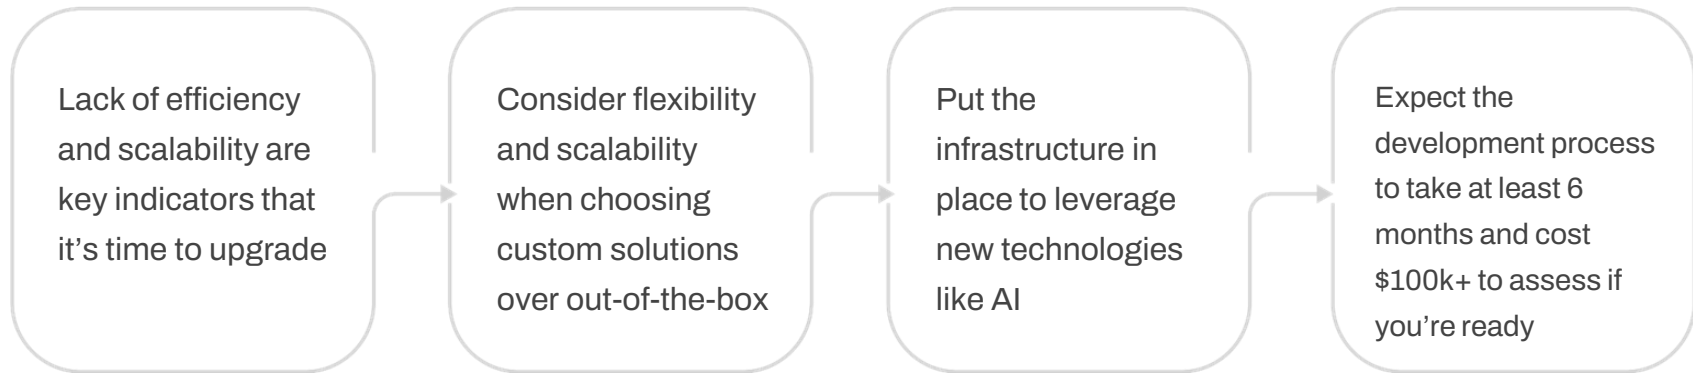 Lack of efficiency
and scalability are
key indicators that
it’s time to upgrade
Consider flexibility
and scalability
when choosing
custom solutions
over out-of-the-box
Put the
infrastructure in
place to leverage
new technologies
like AI
Expect the
development process
to take at least 6
months and cost
$100k+ to assess if
you’re ready